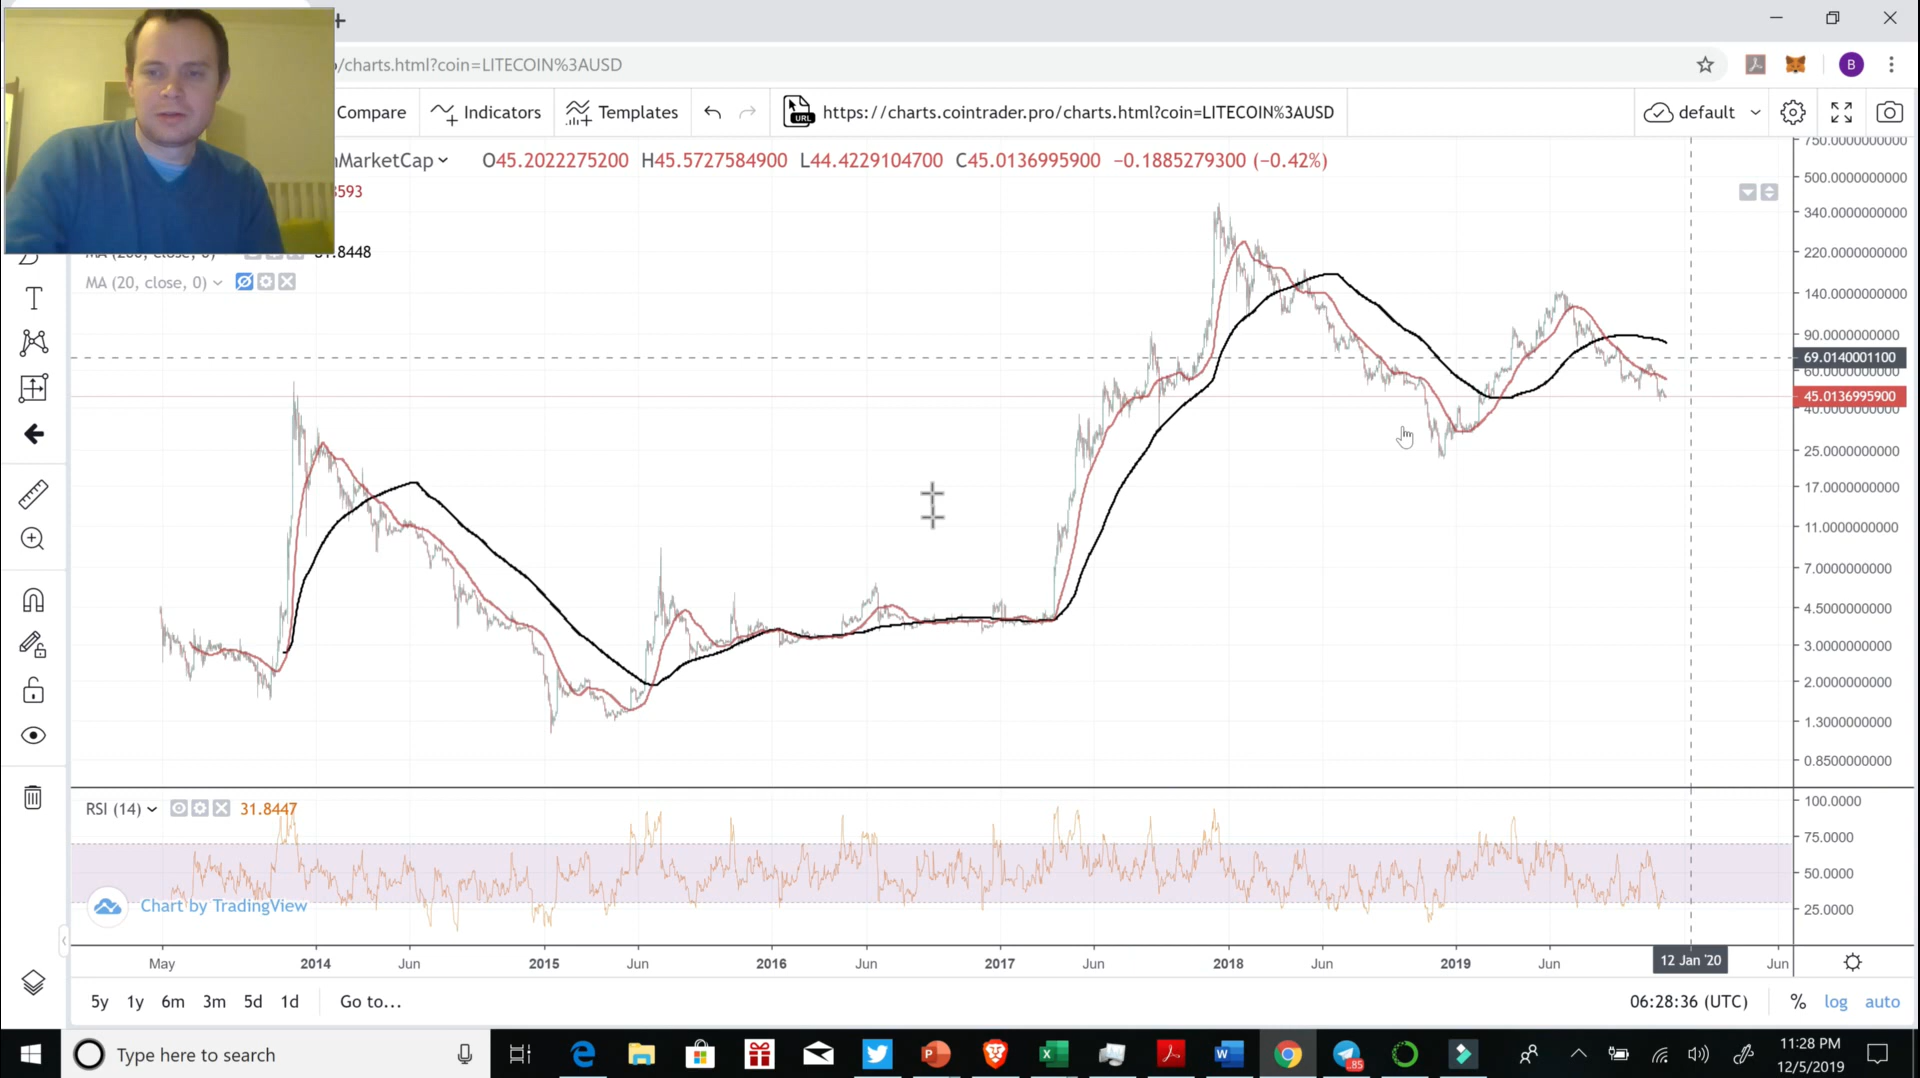 /charts.html?coin=LITECOIN%3AUSD
B
Compare
Indicators
Templates
URL
https://charts.cointrader.pro/charts.html?coin=LITECOIN%3AUSD
default
MarketCap
O45.2022275200 H45.5727584900 L44.4229104700 C45.0136995900 −0.1885279300 (−0.42%)
3593
MA (20, close, 0)
750.0000000000
500.0000000000
340.0000000000
220.0000000000
140.0000000000
90.0000000000
69.0140001100
60.0000000000
45.0136995900
40.0000000000
25.0000000000
17.0000000000
11.0000000000
7.0000000000
4.5000000000
3.0000000000
2.0000000000
1.3000000000
0.8500000000
RSI (14)
31.8447
100.0000
75.0000
50.0000
25.0000
Chart by TradingView
May 2014 Jun 2015 Jun 2016 Jun 2017 Jun 2018 Jun 2019 Jun 12 Jan '20 Jun
5y 1y 6m 3m 5d 1d Go to...
06:28:36 (UTC) % log auto
Type here to search
85
11:28 PM
12/5/2019